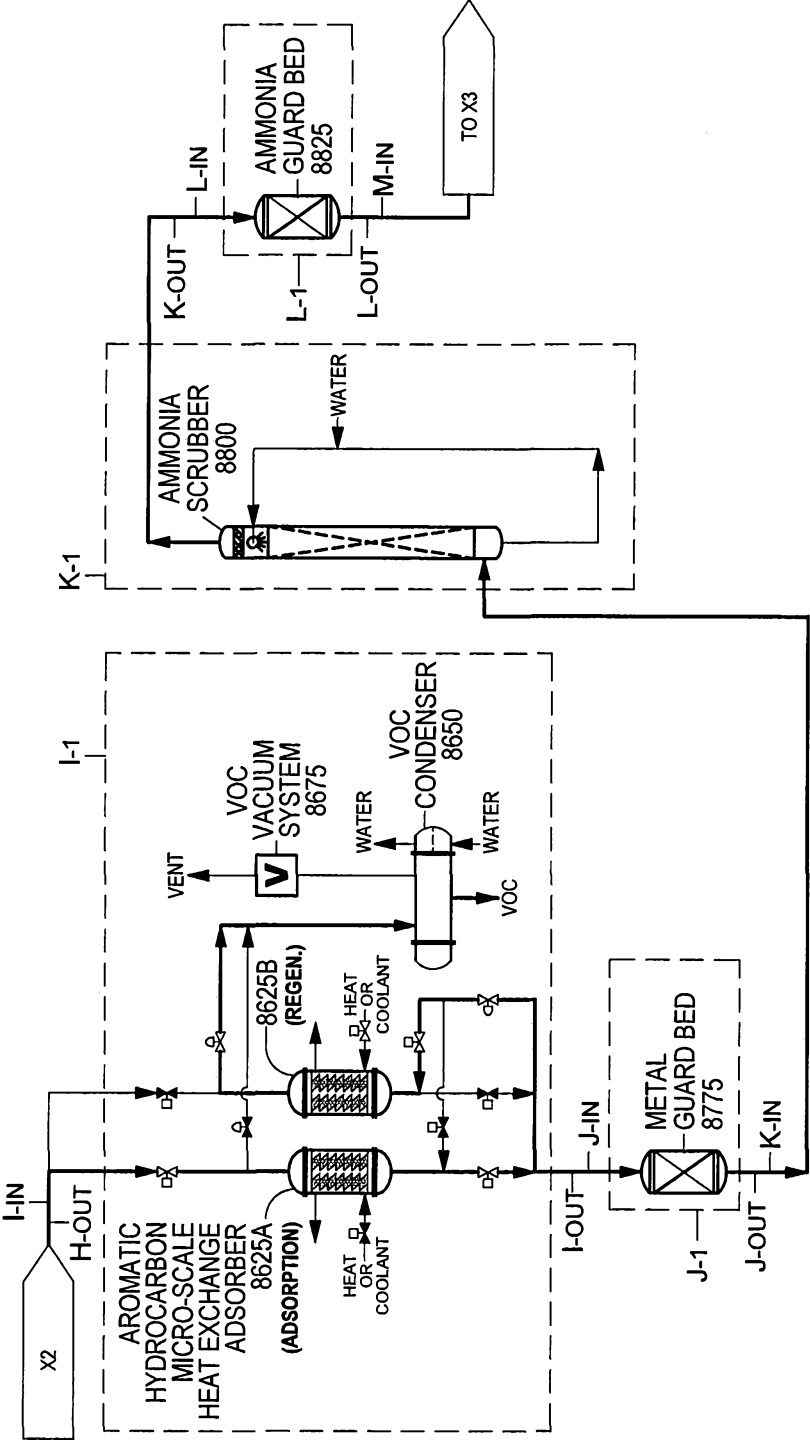 X2
I-IN
H-OUT
I-1
AROMATIC
HYDROCARBON
MICRO-SCALE
HEAT EXCHANGE
ADSORBER
8625A
(ADSORPTION)
HEAT
OR
COOLANT
8625B
(REGEN.)
HEAT
OR
COOLANT
VENT
VOC
VACUUM
SYSTEM
8675
V
WATER
VOC
CONDENSER
8650
WATER
VOC
I-OUT
J-IN
J-1
METAL
GUARD BED
8775
J-OUT
K-IN
K-1
AMMONIA
SCRUBBER
8800
WATER
K-OUT
L-IN
AMMONIA
GUARD BED
8825
L-1
L-OUT
M-IN
TO X3